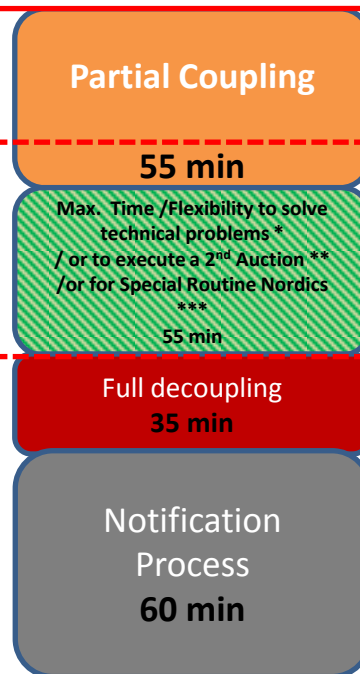 Partial Coupling
55 min
Max. Time /Flexibility to solve
technical problems *
/ or to execute a 2nd Auction **
/or for Special Routine Nordics
***
55 min
Full decoupling
35 min
Notification
Process
60 min